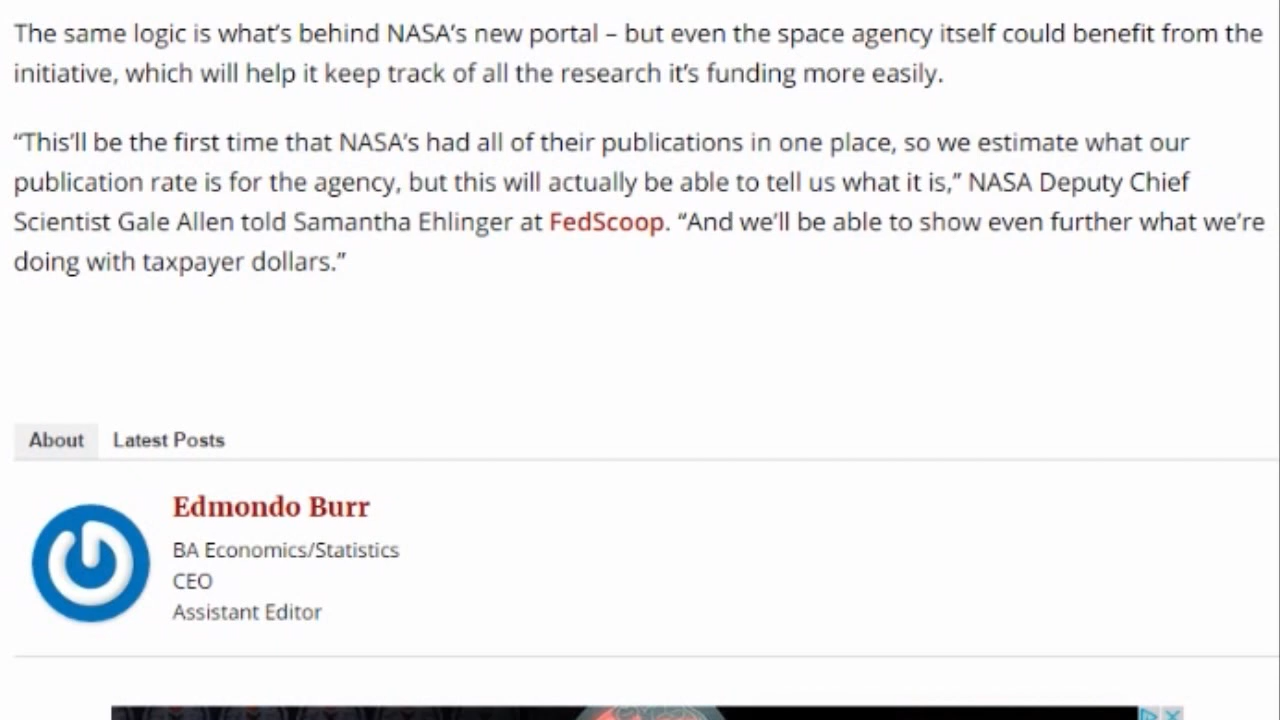 The same logic is what’s behind NASA’s new portal – but even the space agency itself could benefit from the
initiative, which will help it keep track of all the research it’s funding more easily.
“This’ll be the first time that NASA’s had all of their publications in one place, so we estimate what our
publication rate is for the agency, but this will actually be able to tell us what it is,” NASA Deputy Chief
Scientist Gale Allen told Samantha Ehlinger at FedScoop. “And we’ll be able to show even further what we’re
doing with taxpayer dollars.”
About Latest Posts
Edmondo Burr
BA Economics/Statistics
CEO
Assistant Editor